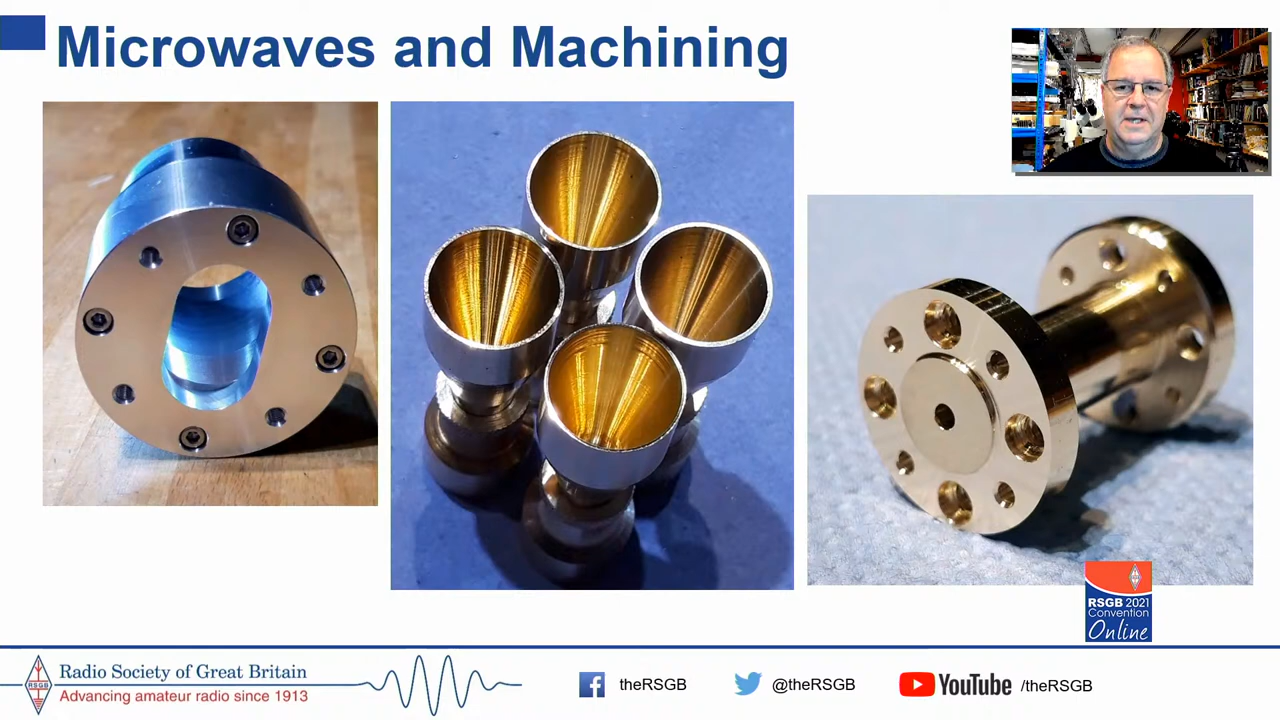 Microwaves and Machining
RSGB 2021
Convention
Online
RSGB
Radio Society of Great Britain
Advancing amateur radio since 1913
theRSGB
@theRSGB
YouTube /theRSGB